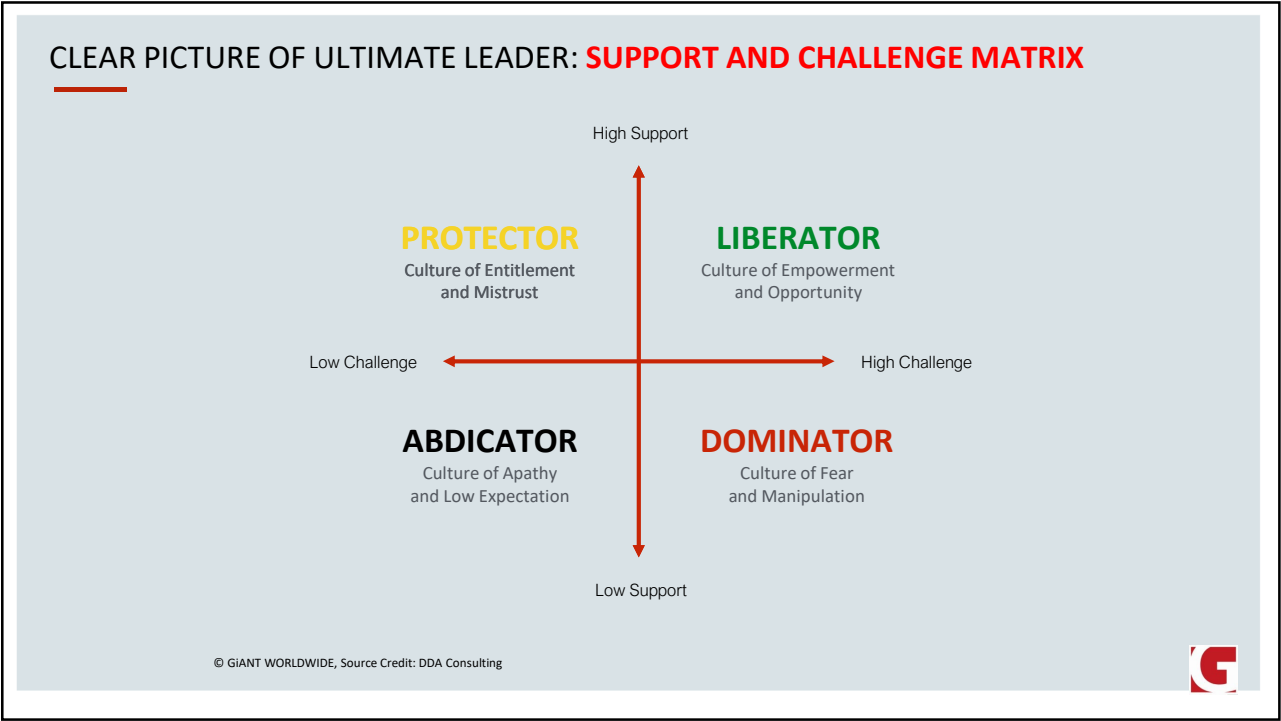 CLEAR PICTURE OF ULTIMATE LEADER: SUPPORT AND CHALLENGE MATRIX
High Support
PROTECTOR
Culture of Entitlement
and Mistrust
LIBERATOR
Culture of Empowerment
and Opportunity
Low Challenge
High Challenge
ABDICATOR
Culture of Apathy
and Low Expectation
DOMINATOR
Culture of Fear
and Manipulation
Low Support
© GiANT WORLDWIDE, Source Credit: DDA Consulting
G